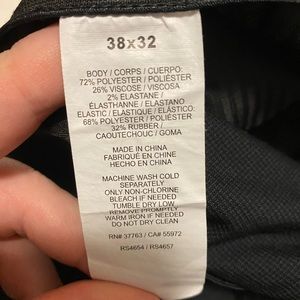 38x32
BODY / CORPS / CUERPO:
72% POLYESTER / POLIÉSTER
26% VISCOSE / VISCOSA
2% ELASTANE /
ÉLASTHANNE / ELASTANO
ELASTIC / ÉLASTIQUE / ELÁSTICO:
68% POLYESTER / POLIÉSTER
32% RUBBER /
CAOUTCHOUC / GOMA
MADE IN CHINA
FABRIQUÉ EN CHINE
HECHO EN CHINA
MACHINE WASH COLD
SEPARATELY
ONLY NON-CHLORINE
BLEACH IF NEEDED
TUMBLE DRY LOW
REMOVE PROMPTLY
WARM IRON IF NEEDED
DO NOT DRY CLEAN
RN# 37763 / CA# 55972
RS4654 / RS4657